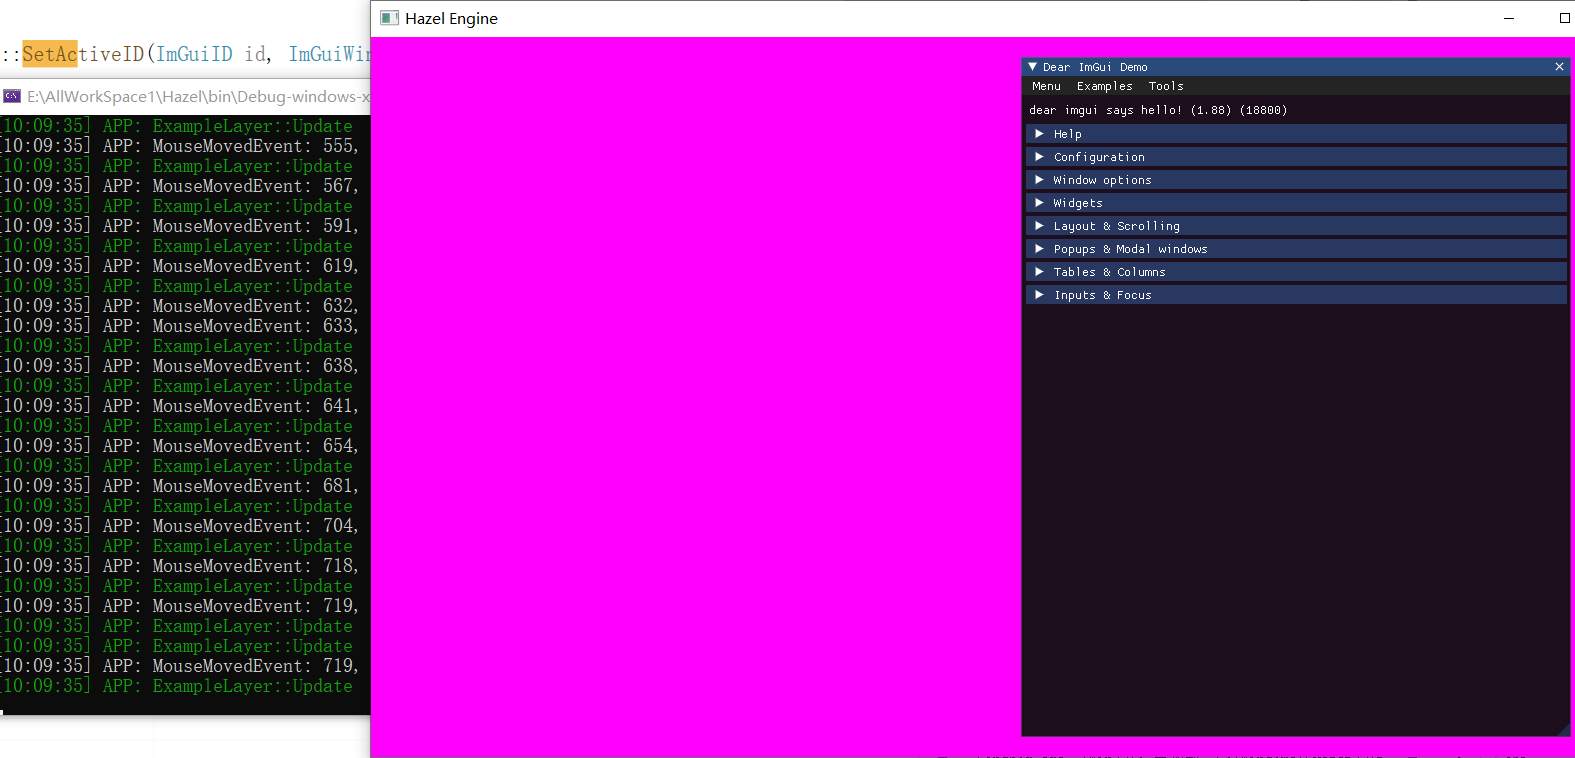 ::SetActiveID(ImGuiID id, ImGuiWin
E:\AllWorkSpace1\Hazel\bin\Debug-windows-x
[10:09:35] APP: ExampleLayer::Update
[10:09:35] APP: MouseMovedEvent: 555,
[10:09:35] APP: ExampleLayer::Update
[10:09:35] APP: MouseMovedEvent: 567,
[10:09:35] APP: ExampleLayer::Update
[10:09:35] APP: MouseMovedEvent: 591,
[10:09:35] APP: ExampleLayer::Update
[10:09:35] APP: MouseMovedEvent: 619,
[10:09:35] APP: ExampleLayer::Update
[10:09:35] APP: MouseMovedEvent: 632,
[10:09:35] APP: MouseMovedEvent: 633,
[10:09:35] APP: ExampleLayer::Update
[10:09:35] APP: MouseMovedEvent: 638,
[10:09:35] APP: ExampleLayer::Update
[10:09:35] APP: MouseMovedEvent: 641,
[10:09:35] APP: ExampleLayer::Update
[10:09:35] APP: MouseMovedEvent: 654,
[10:09:35] APP: ExampleLayer::Update
[10:09:35] APP: MouseMovedEvent: 681,
[10:09:35] APP: ExampleLayer::Update
[10:09:35] APP: MouseMovedEvent: 704,
[10:09:35] APP: ExampleLayer::Update
[10:09:35] APP: MouseMovedEvent: 718,
[10:09:35] APP: ExampleLayer::Update
[10:09:35] APP: MouseMovedEvent: 719,
[10:09:35] APP: ExampleLayer::Update
[10:09:35] APP: ExampleLayer::Update
[10:09:35] APP: MouseMovedEvent: 719,
[10:09:35] APP: ExampleLayer::Update
Hazel Engine
Dear ImGui Demo
Menu Examples Tools
dear imgui says hello! (1.88) (18800)
Help
Configuration
Window options
Widgets
Layout & Scrolling
Popups & Modal windows
Tables & Columns
Inputs & Focus